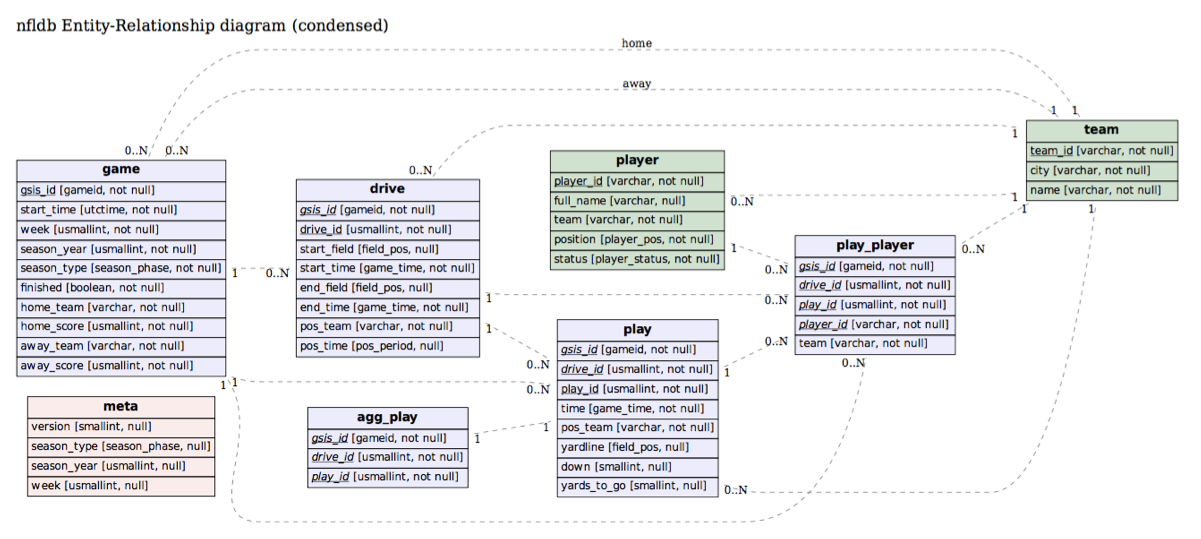 nfldb Entity-Relationship diagram (condensed)
home
away
0..N
0..N
1
1
game
gsis_id [gameid, not null]
start_time [utctime, not null]
week [usmallint, not null]
season_year [usmallint, not null]
season_type [season_phase, not null]
finished [boolean, not null]
home_team [varchar, not null]
home_score [usmallint, not null]
away_team [varchar, not null]
away_score [usmallint, not null]
1
0..N
1
1
meta
version [smallint, null]
season_type [season_phase, null]
season_year [usmallint, null]
week [usmallint, null]
0..N
1
drive
gsis_id [gameid, not null]
drive_id [usmallint, not null]
start_field [field_pos, null]
start_time [game_time, not null]
end_field [field_pos, null]
end_time [game_time, not null]
pos_team [varchar, not null]
pos_time [pos_period, null]
1
1
agg_play
gsis_id [gameid, not null]
drive_id [usmallint, not null]
play_id [usmallint, not null]
1
1
player
player_id [varchar, not null]
full_name [varchar, null]
team [varchar, not null]
position [player_pos, not null]
status [player_status, not null]
0..N
1
1
0..N
0..N
0..N
0..N
0..N
play
gsis_id [gameid, not null]
drive_id [usmallint, not null]
play_id [usmallint, not null]
time [game_time, not null]
pos_team [varchar, not null]
yardline [field_pos, null]
down [smallint, null]
yards_to_go [smallint, null]
1
0..N
play_player
gsis_id [gameid, not null]
drive_id [usmallint, not null]
play_id [usmallint, not null]
player_id [varchar, not null]
team [varchar, not null]
0..N
0..N
team
team_id [varchar, not null]
city [varchar, not null]
name [varchar, not null]
1
1